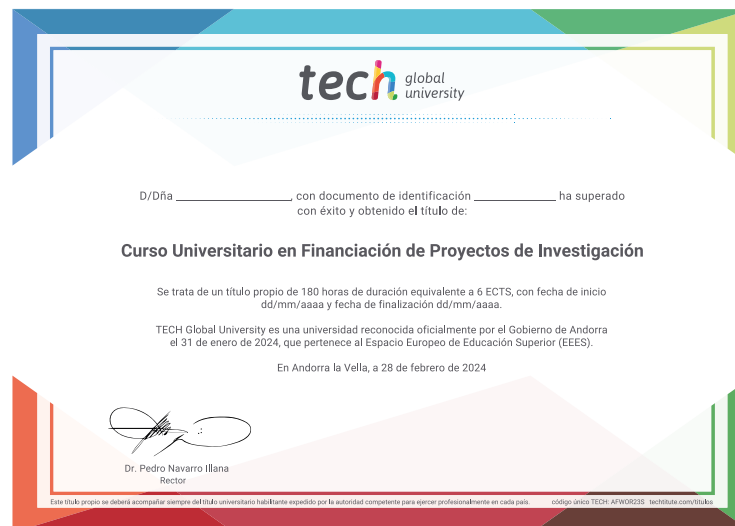 tech global university
D/Dña ____________, con documento de identificación ____________ ha superado
con éxito y obtenido el título de:
Curso Universitario en Financiación de Proyectos de Investigación
Se trata de un título propio de 180 horas de duración equivalente a 6 ECTS, con fecha de inicio
dd/mm/aaaa y fecha de finalización dd/mm/aaaa.
TECH Global University es una universidad reconocida oficialmente por el Gobierno de Andorra
el 31 de enero de 2024, que pertenece al Espacio Europeo de Educación Superior (EEES).
En Andorra la Vella, a 28 de febrero de 2024
Dr. Pedro Navarro Illana
Rector
Este título propio se deberá acompañar siempre del título universitario habilitante expedido por la autoridad competente para ejercer profesionalmente en cada país. código único TECH: AFWOR23S techtitute.com/titulos